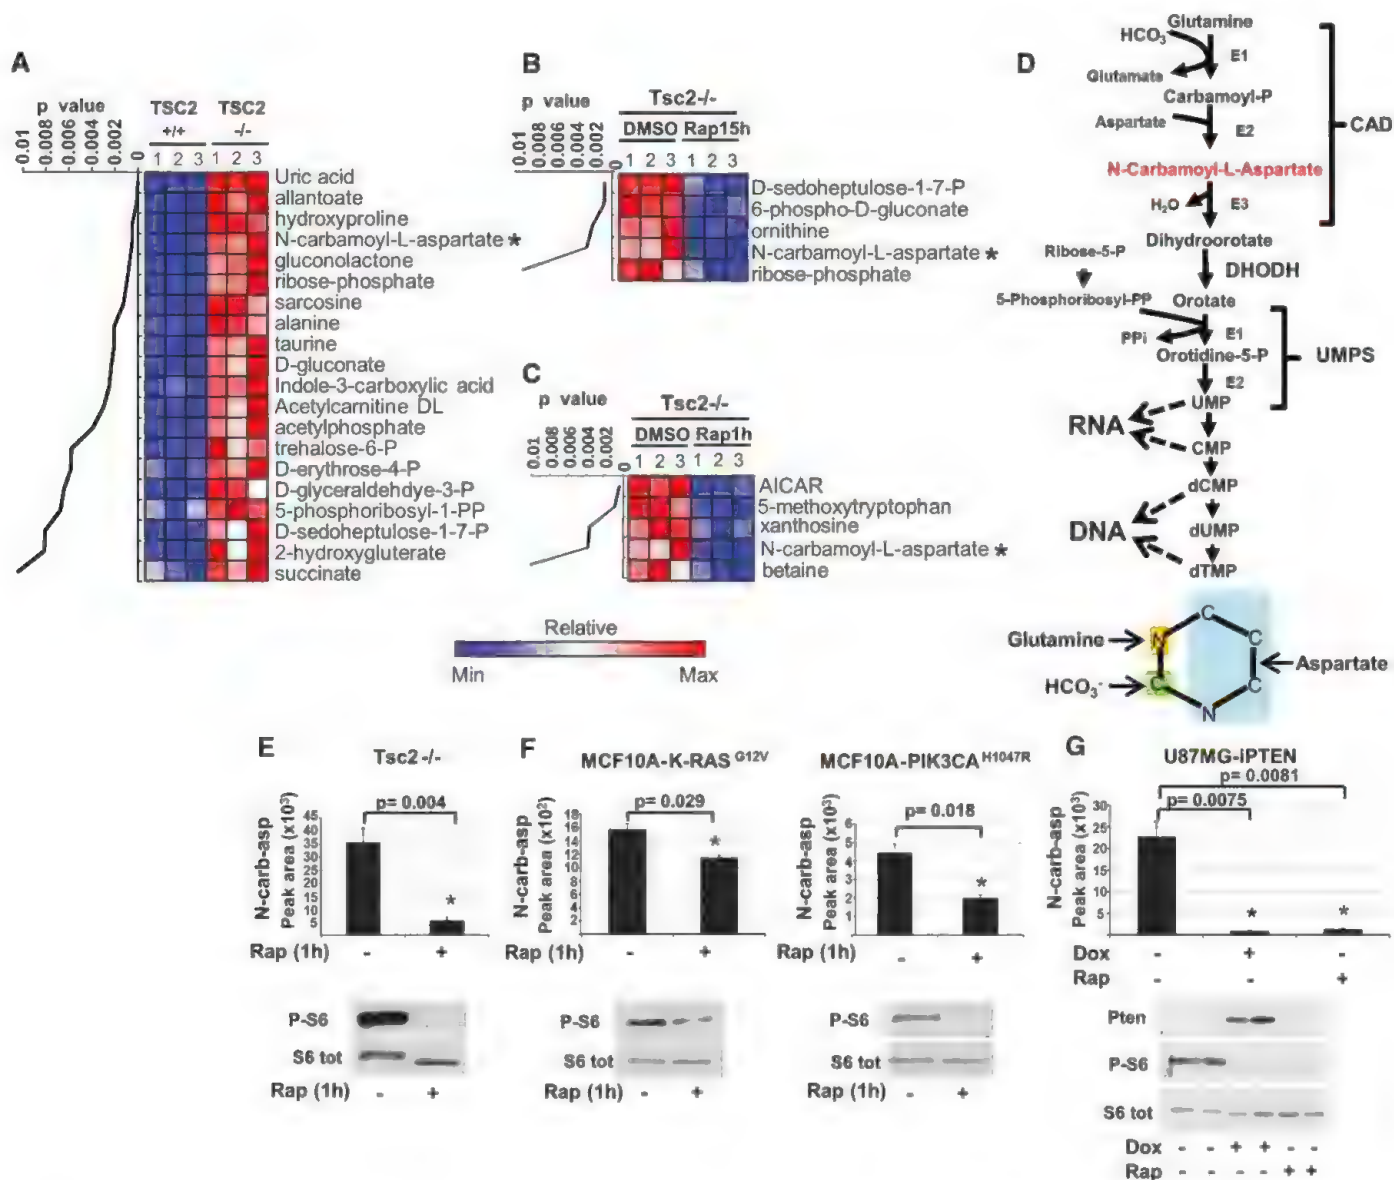 A
p value
0.01
0.008
0.006
0.004
0.002
0
TSC2 TSC2
+/+ -/-
1 2 3 1 2 3
Uric acid
allantoate
hydroxyproline
N-carbamoyl-L-aspartate *
gluconolactone
ribose-phosphate
sarcosine
alanine
taurine
D-gluconate
Indole-3-carboxylic acid
Acetylcarnitine DL
acetylphosphate
trehalose-6-P
D-erythrose-4-P
D-glyceraldehdye-3-P
5-phosphoribosyl-1-PP
D-sedoheptulose-1-7-P
2-hydroxygluterate
succinate
B
p value
0.01
0.008
0.006
0.004
0.002
0
Tsc2-/-
DMSO Rap15h
1 2 3 1 2 3
D-sedoheptulose-1-7-P
6-phospho-D-gluconate
ornithine
N-carbamoyl-L-aspartate *
ribose-phosphate
C
p value
0.01
0.008
0.006
0.004
0.002
0
Tsc2-/-
DMSO Rap1h
1 2 3 1 2 3
AICAR
5-methoxytryptophan
xanthosine
N-carbamoyl-L-aspartate *
betaine
Relative
Min Max
D
Glutamine
HCO3
E1
Glutamate
Carbamoyl-P
Aspartate
E2
CAD
N-Carbamoyl-L-Aspartate
H2O
E3
Dihydroorotate
Ribose-5-P
DHODH
5-Phosphoribosyl-PP
Orotate
PPi
E1
Orotidine-5-P
UMPS
E2
UMP
RNA
CMP
dCMP
DNA
dUMP
dTMP
C
Glutamine
N
C
Aspartate
HCO3-
C
C
N
E
Tsc2-/-
p= 0.004
N-carb-asp
Peak area (x10³)
45
40
35
30
25
20
15
10
5
*
Rap (1h) - +
P-S6
S6 tot
Rap (1h) - +
F
MCF10A-K-RAS G12V
p= 0.029
N-carb-asp
Peak area (x10²)
18
16
14
12
10
8
6
4
2
*
Rap (1h) - +
P-S6
S6 tot
Rap (1h) - +
MCF10A-PIK3CA H1047R
p= 0.018
N-carb-asp
Peak area (x10³)
6
5
4
3
2
1
*
Rap (1h) - +
P-S6
S6 tot
Rap (1h) - +
G
U87MG-iPTEN
p= 0.0081
p= 0.0075
N-carb-asp
Peak area (x10³)
30
25
20
15
10
5
* *
Dox - + -
Rap - - +
Pten
P-S6
S6 tot
Dox - - + + - -
Rap - - - - + +